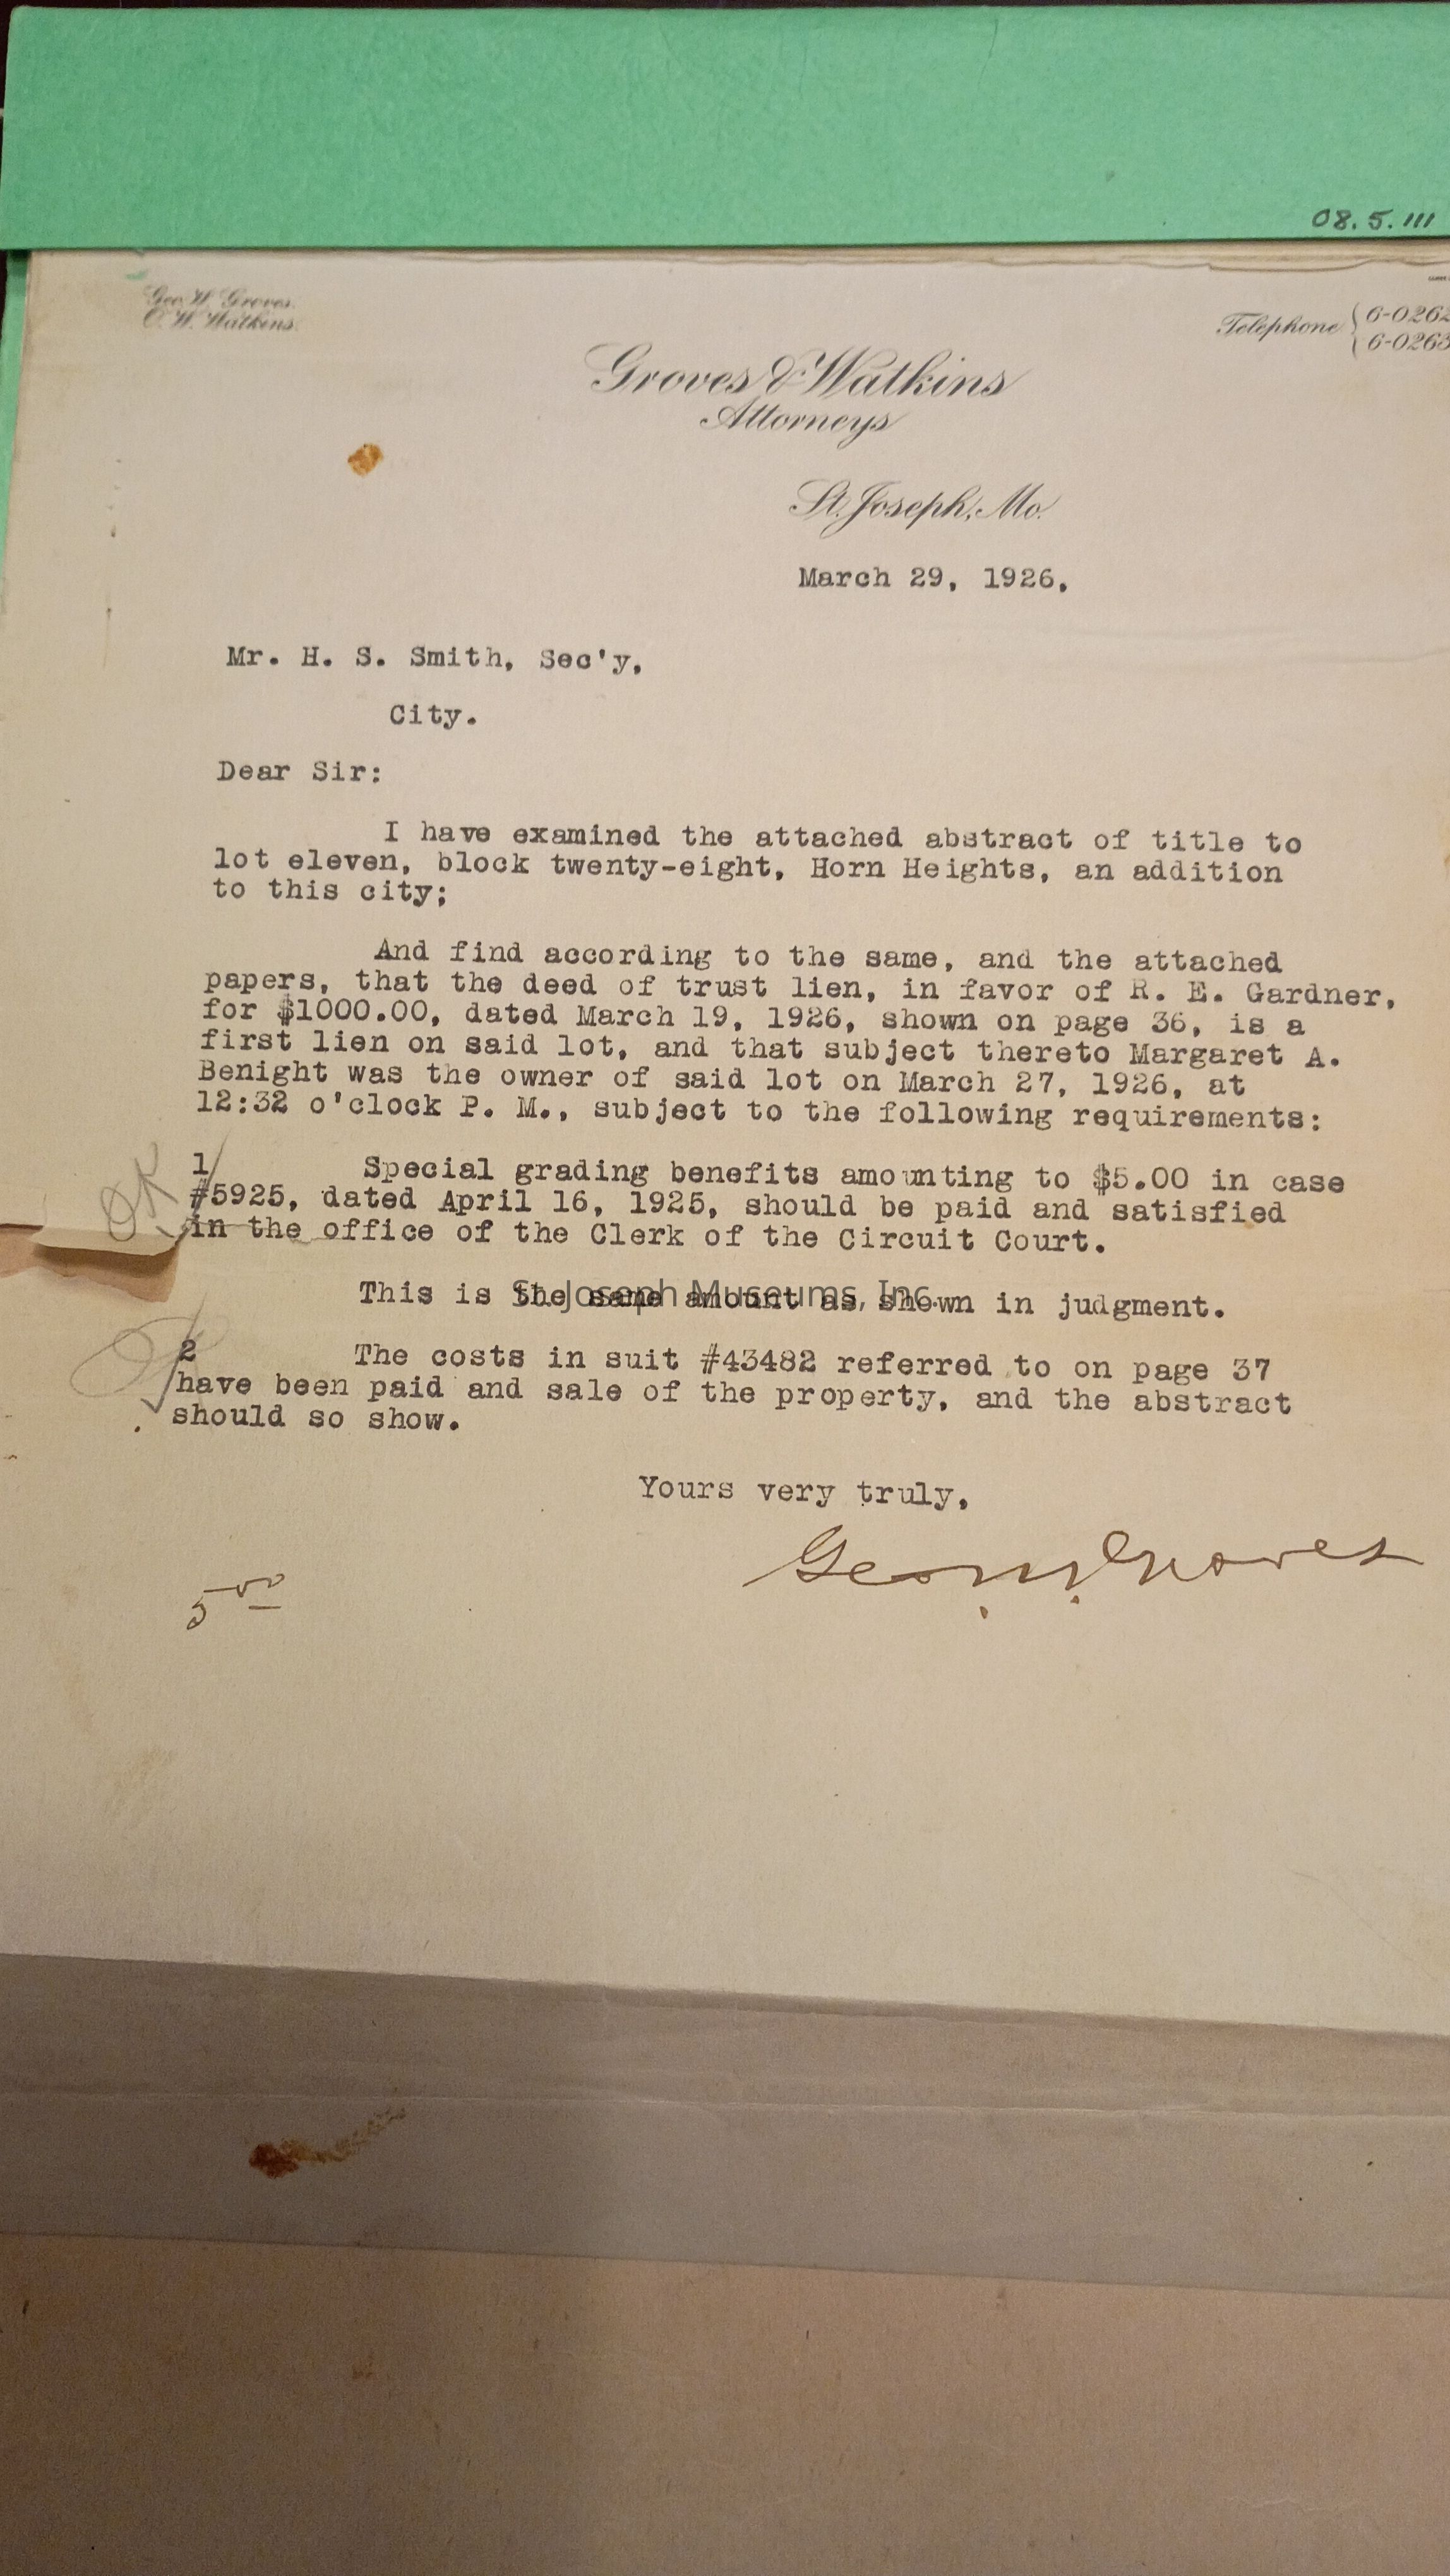 08.5.111
Geo. W. Groves.
O. W. Watkins.
Telephone { 6-0262
6-0263
Groves & Watkins
Attorneys
St. Joseph, Mo.
March 29, 1926,
Mr. H. S. Smith, Sec'y,
City.
Dear Sir:
I have examined the attached abstract of title to
lot eleven, block twenty-eight, Horn Heights, an addition
to this city;
And find according to the same, and the attached
papers, that the deed of trust lien, in favor of R. E. Gardner,
for $1000.00, dated March 19, 1926, shown on page 36, is a
first lien on said lot, and that subject thereto Margaret A.
Benight was the owner of said lot on March 27, 1926, at
12:32 o'clock P. M., subject to the following requirements:
OK
1/ Special grading benefits amounting to $5.00 in case
#5925, dated April 16, 1925, should be paid and satisfied
in the office of the Clerk of the Circuit Court.
This is the same amount as shown in judgment.
St. Joseph Museums, Inc.
2 The costs in suit #43482 referred to on page 37
have been paid and sale of the property, and the abstract
should so show.
Yours very truly,
Geo. W. Groves
5 00